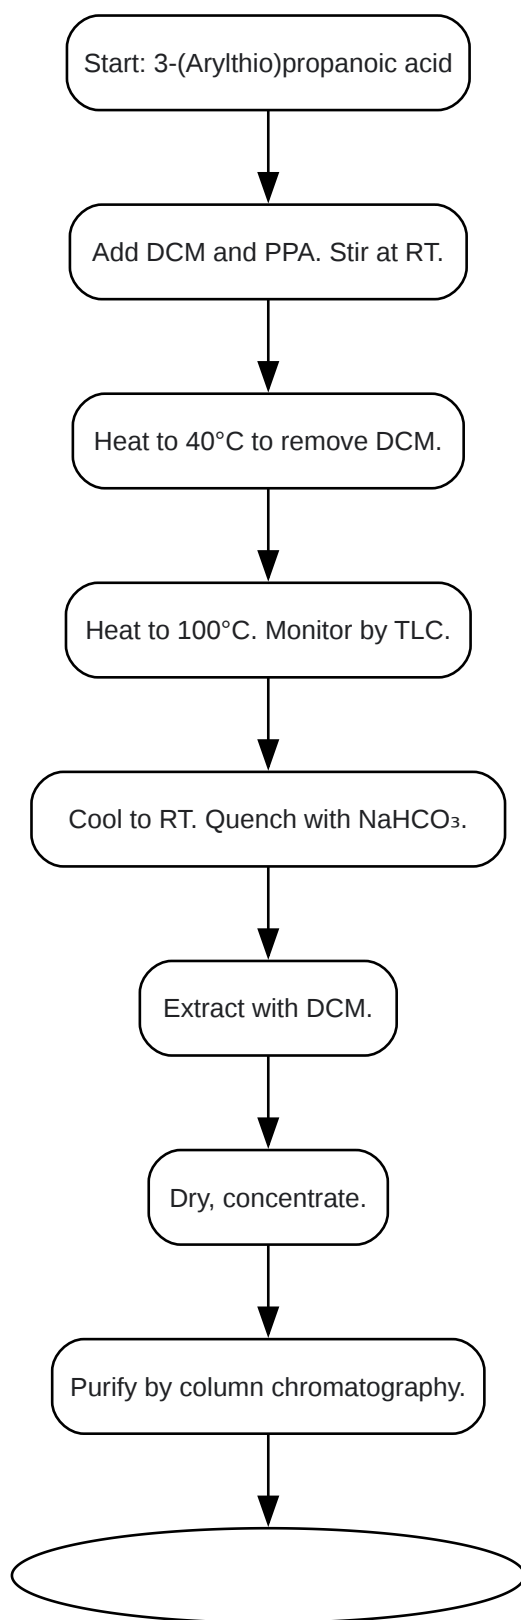 Start: 3-(Arylthio)propanoic acid
Add DCM and PPA. Stir at RT.
Heat to 40°C to remove DCM.
Heat to 100°C. Monitor by TLC.
Cool to RT. Quench with NaHCO₃.
Extract with DCM.
Dry, concentrate.
Purify by column chromatography.